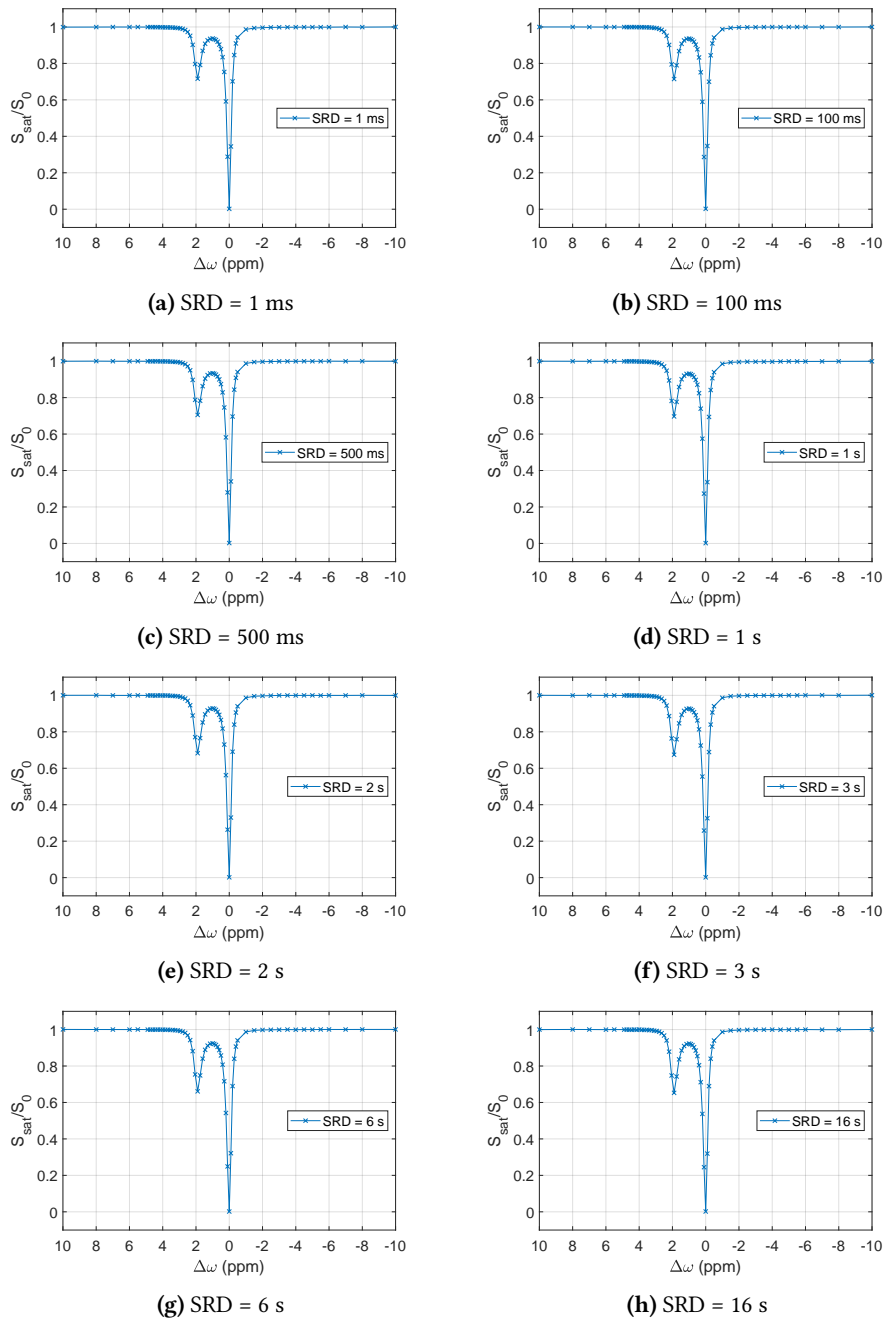 1
0.8
0.6
0.4
0.2
0
S_sat/S_0
SRD = 1 ms
10 8 6 4 2 0 -2 -4 -6 -8 -10
Δω (ppm)
(a) SRD = 1 ms
1
0.8
0.6
0.4
0.2
0
S_sat/S_0
SRD = 100 ms
10 8 6 4 2 0 -2 -4 -6 -8 -10
Δω (ppm)
(b) SRD = 100 ms
1
0.8
0.6
0.4
0.2
0
S_sat/S_0
SRD = 500 ms
10 8 6 4 2 0 -2 -4 -6 -8 -10
Δω (ppm)
(c) SRD = 500 ms
1
0.8
0.6
0.4
0.2
0
S_sat/S_0
SRD = 1 s
10 8 6 4 2 0 -2 -4 -6 -8 -10
Δω (ppm)
(d) SRD = 1 s
1
0.8
0.6
0.4
0.2
0
S_sat/S_0
SRD = 2 s
10 8 6 4 2 0 -2 -4 -6 -8 -10
Δω (ppm)
(e) SRD = 2 s
1
0.8
0.6
0.4
0.2
0
S_sat/S_0
SRD = 3 s
10 8 6 4 2 0 -2 -4 -6 -8 -10
Δω (ppm)
(f) SRD = 3 s
1
0.8
0.6
0.4
0.2
0
S_sat/S_0
SRD = 6 s
10 8 6 4 2 0 -2 -4 -6 -8 -10
Δω (ppm)
(g) SRD = 6 s
1
0.8
0.6
0.4
0.2
0
S_sat/S_0
SRD = 16 s
10 8 6 4 2 0 -2 -4 -6 -8 -10
Δω (ppm)
(h) SRD = 16 s